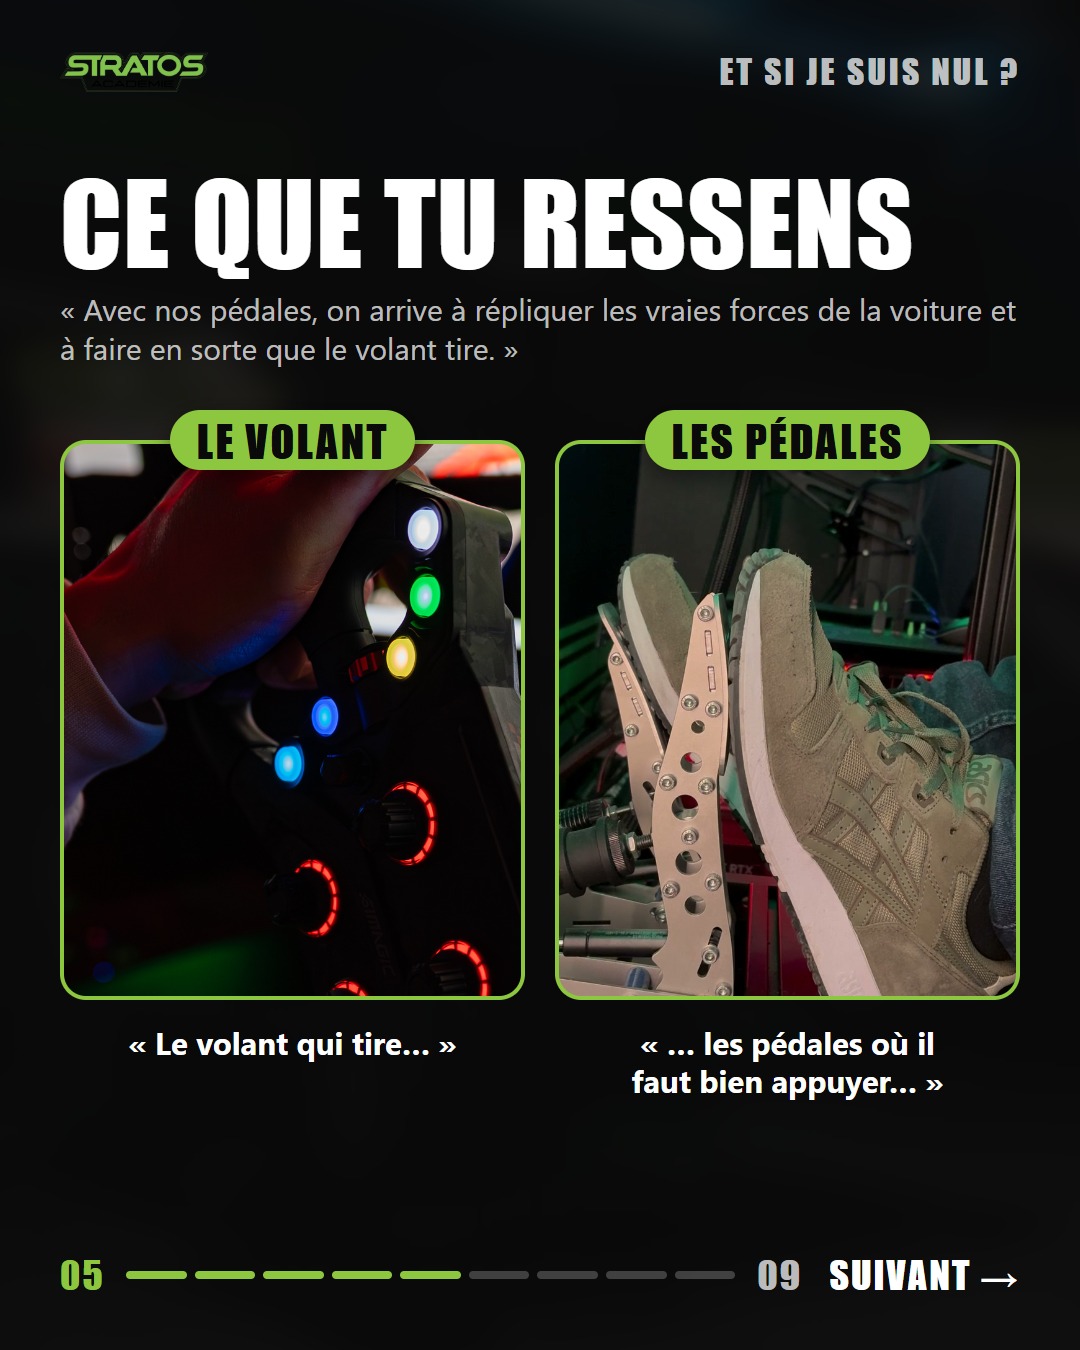 STRATOS
ACADEMIE
ET SI JE SUIS NUL ?
CE QUE TU RESSENS
« Avec nos pédales, on arrive à répliquer les vraies forces de la voiture et
à faire en sorte que le volant tire. »
LE VOLANT
LES PÉDALES
« Le volant qui tire… »
« … les pédales où il
faut bien appuyer… »
05
09
SUIVANT →